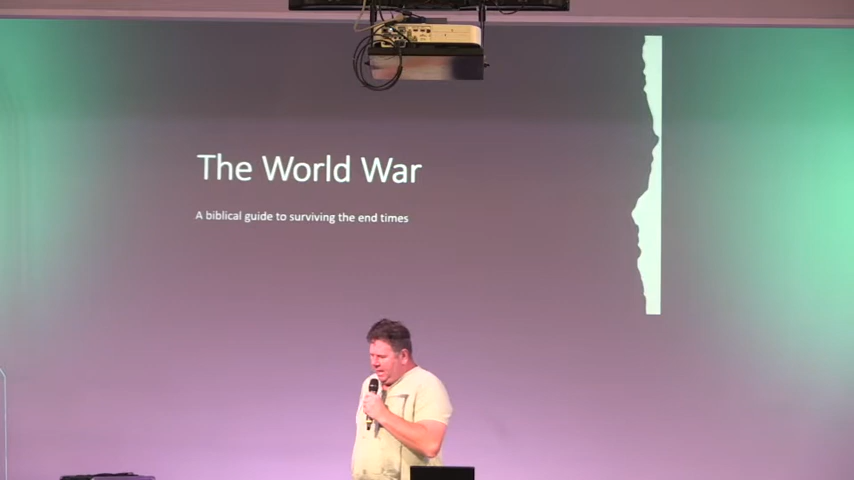 The World War
A biblical guide to surviving the end times